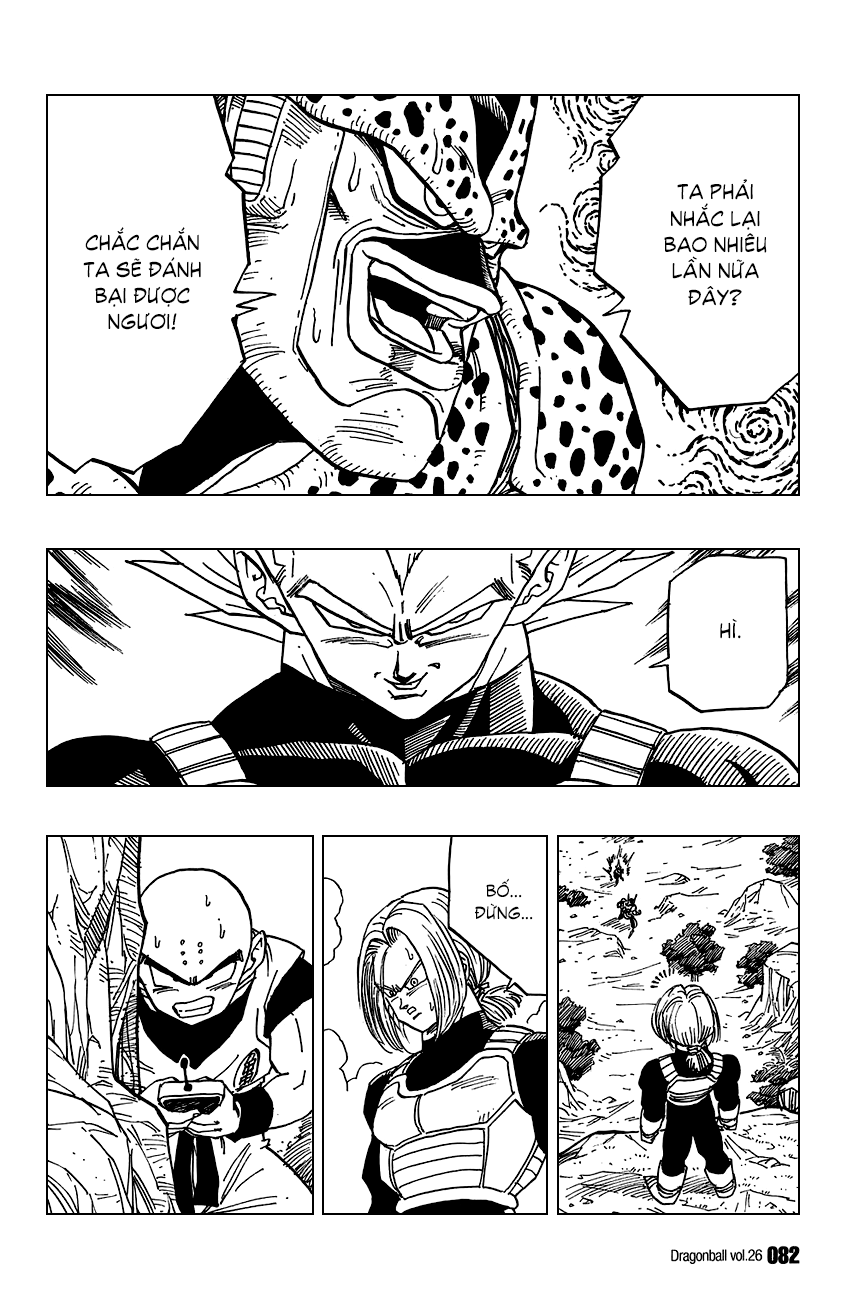 TA PHẢI
NHẮC LẠI
BAO NHIÊU
LẦN NỮA
ĐÂY?
CHẮC CHẮN
TA SẼ ĐÁNH
BẠI ĐƯỢC
NGƯƠI!
HÌ.
BỐ...
ĐỪNG...
Dragonball vol.26 082